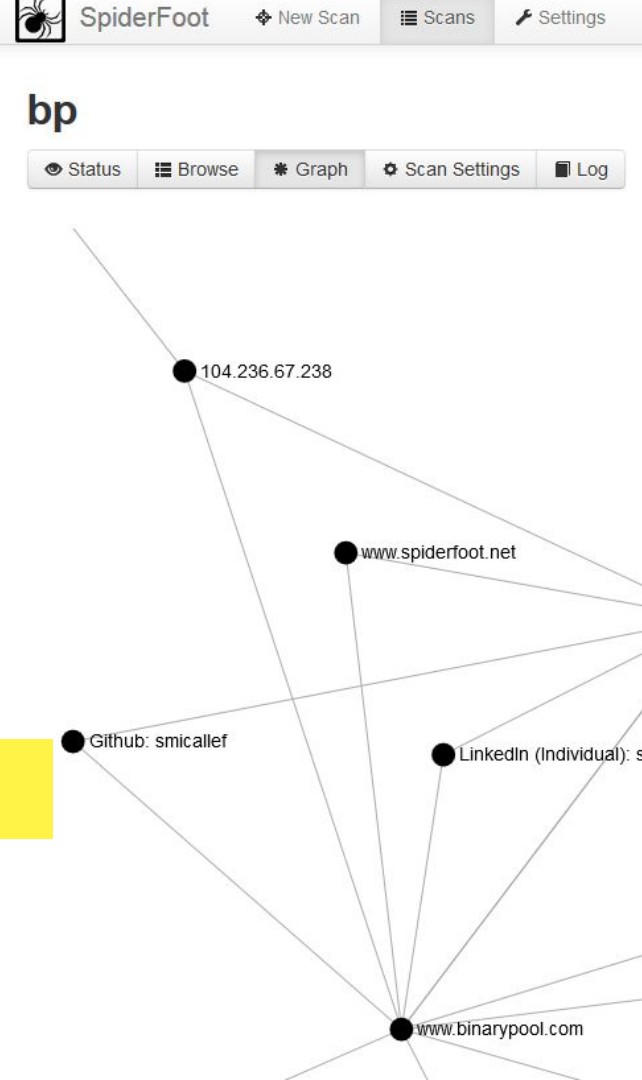 SpiderFoot New Scan Scans Settings
bp
Status Browse Graph Scan Settings Log
104.236.67.238
www.spiderfoot.net
Github: smicallef
LinkedIn (Individual): s
www.binarypool.com